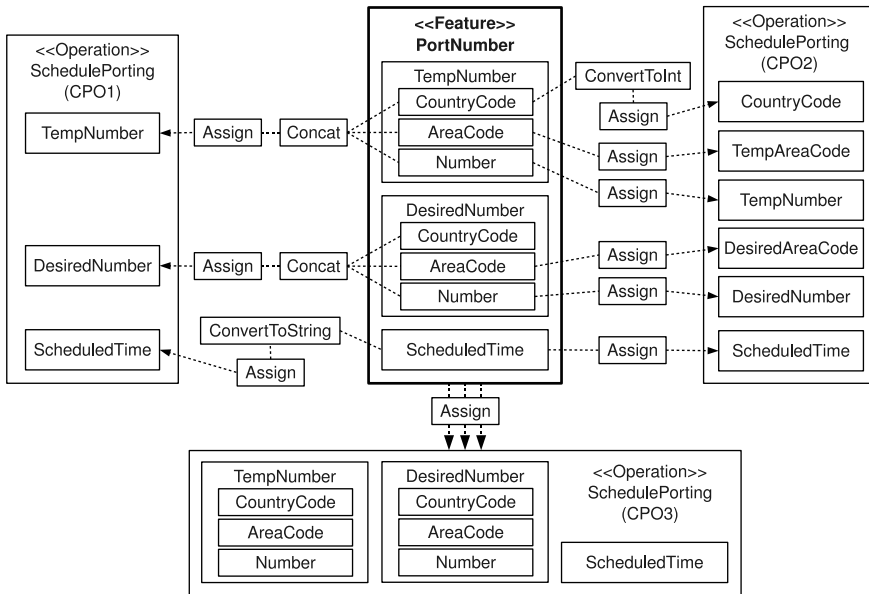 <<Operation>>
SchedulePorting
(CPO1)
TempNumber
DesiredNumber
ScheduledTime
Assign
Concat
Assign
Concat
ConvertToString
Assign
<<Feature>>
PortNumber
TempNumber
CountryCode
AreaCode
Number
DesiredNumber
CountryCode
AreaCode
Number
ScheduledTime
Assign
ConvertToInt
Assign
Assign
Assign
Assign
Assign
Assign
<<Operation>>
SchedulePorting
(CPO2)
CountryCode
TempAreaCode
TempNumber
DesiredAreaCode
DesiredNumber
ScheduledTime
TempNumber
CountryCode
AreaCode
Number
DesiredNumber
CountryCode
AreaCode
Number
<<Operation>>
SchedulePorting
(CPO3)
ScheduledTime